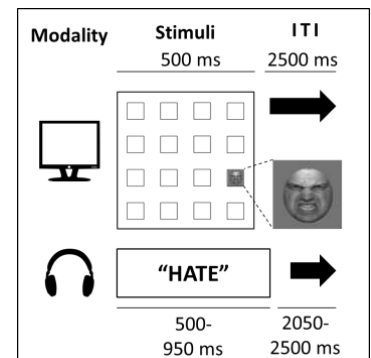 Modality Stimuli ITI
500 ms 2500 ms
“HATE”
500- 2050-
950 ms 2500 ms